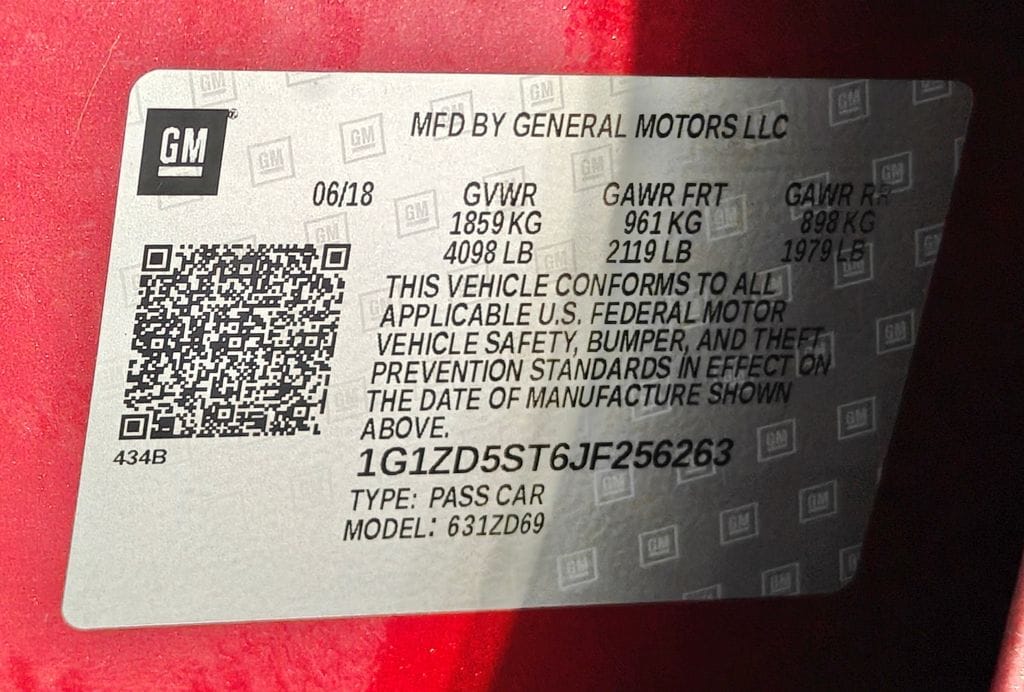 GM
MFD BY GENERAL MOTORS LLC
06/18 GVWR GAWR FRT GAWR RR
1859 KG 961 KG 898 KG
4098 LB 2119 LB 1979 LB
THIS VEHICLE CONFORMS TO ALL
APPLICABLE U.S. FEDERAL MOTOR
VEHICLE SAFETY, BUMPER, AND THEFT
PREVENTION STANDARDS IN EFFECT ON
THE DATE OF MANUFACTURE SHOWN
ABOVE.
434B
1G1ZD5ST6JF256263
TYPE: PASS CAR
MODEL: 631ZD69